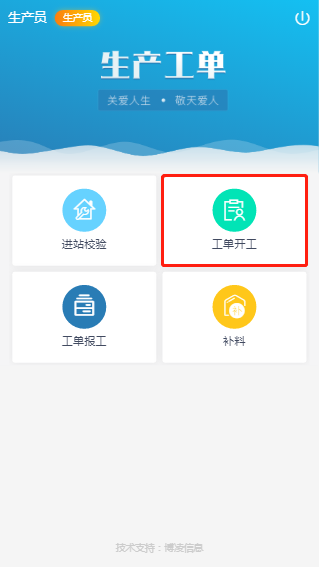 生产员 生产员
生产工单
关爱人生 • 敬天爱人
进站校验 工单开工
工单报工 补料
技术支持：博凌信息